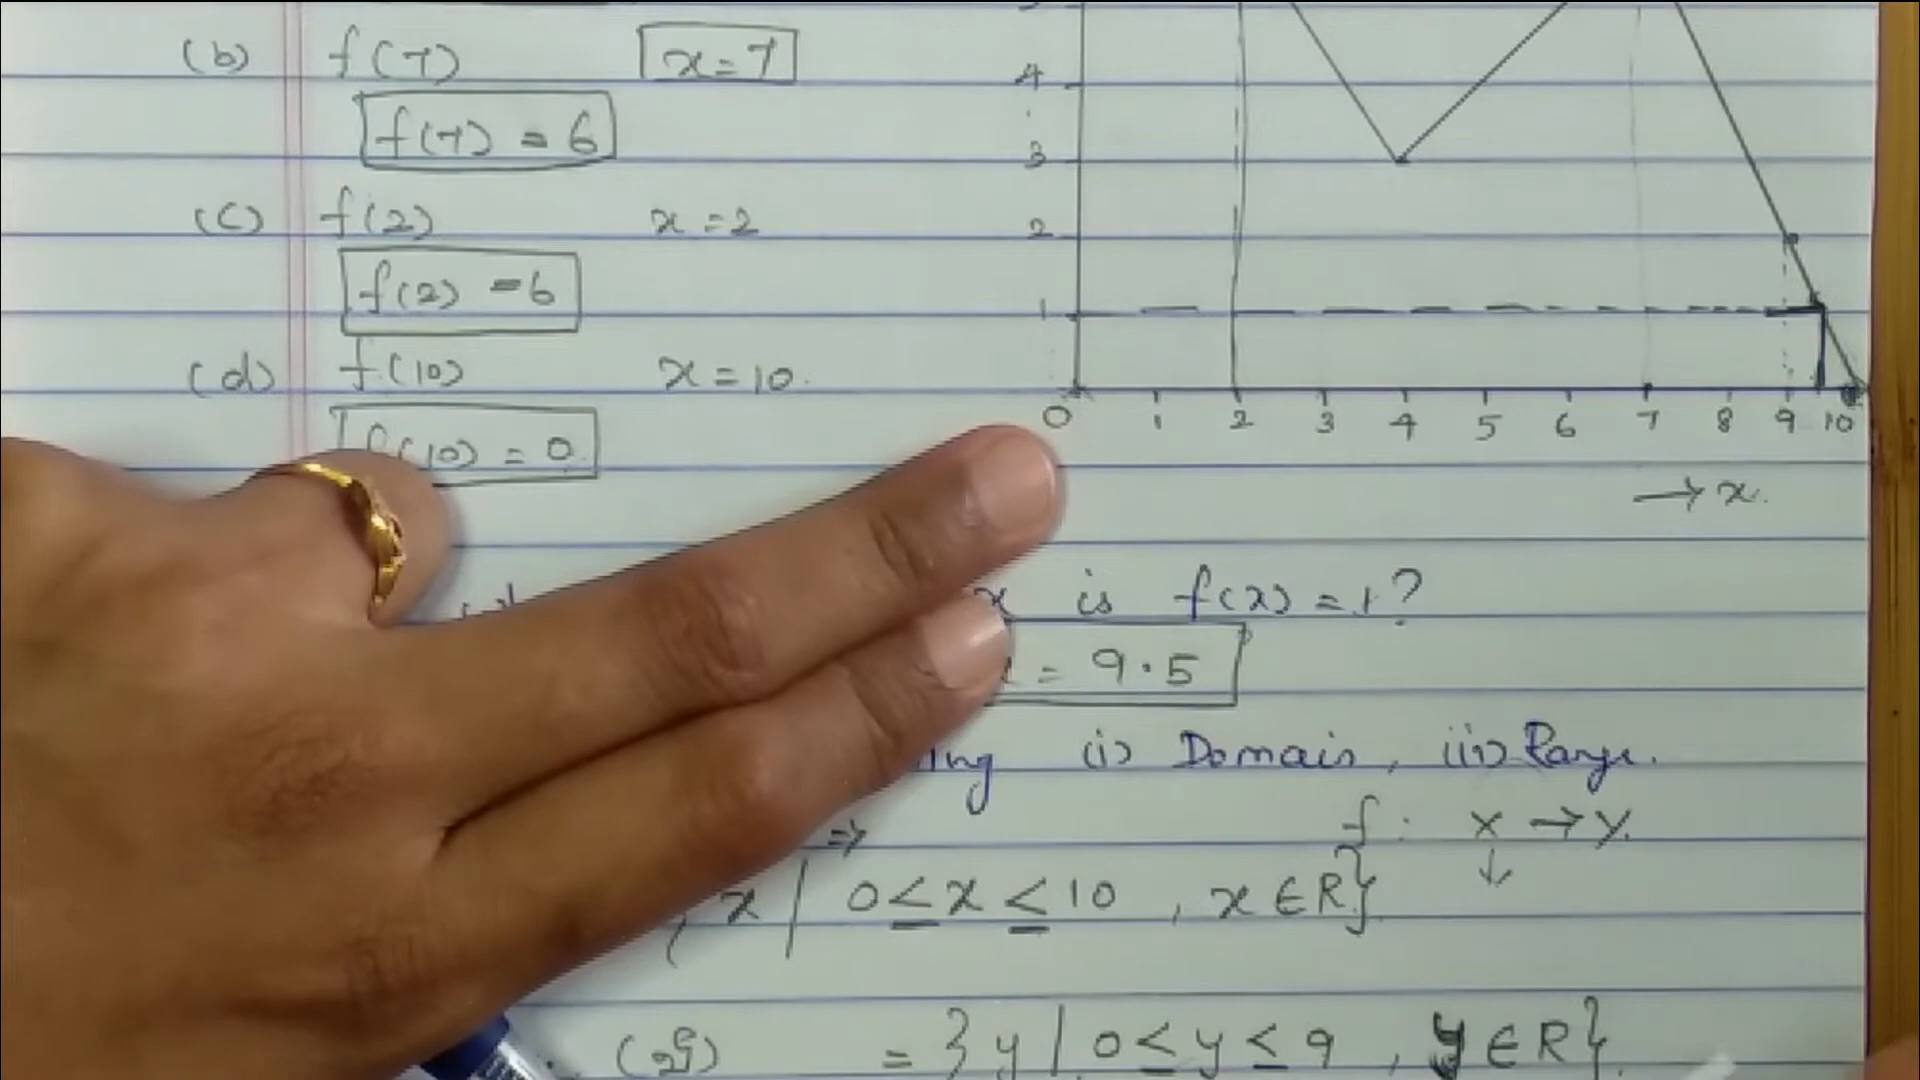 (b) f(7) x=7
f(7) = 6
(c) f(2) x=2
f(2) = 6
(d) f(10) x=10.
f(10) = 0
4
3
2
1
0 1 2 3 4 5 6 7 8 9 10
→ x.
x is f(x)=1?
= 9.5
(i) Domain, (ii) Range.
⇒ f: x → y.
↓
{x | 0≤x≤10, x∈R}
= {y | 0≤y≤9, y∈R}